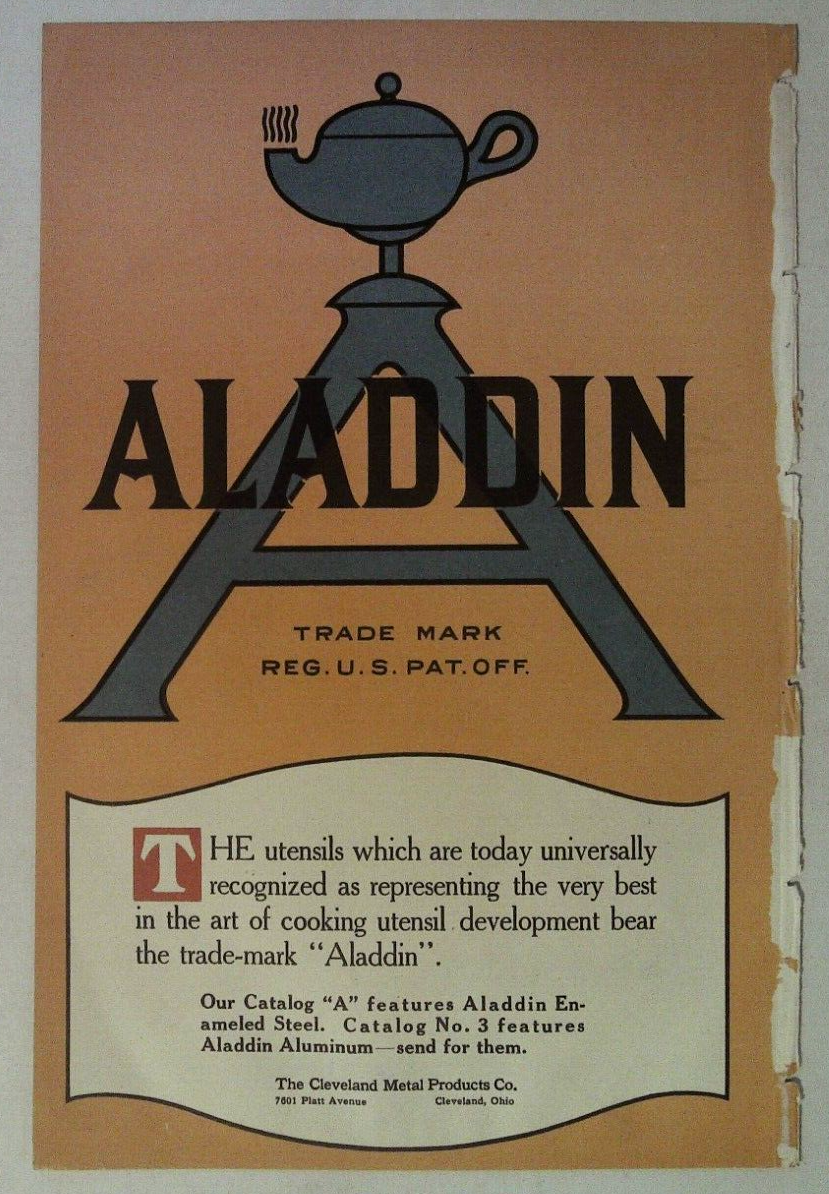 ALADDIN
TRADE MARK
REG. U. S. PAT. OFF.
THE utensils which are today universally
recognized as representing the very best
in the art of cooking utensil development bear
the trade-mark “Aladdin”.
Our Catalog “A” features Aladdin En-
ameled Steel. Catalog No. 3 features
Aladdin Aluminum—send for them.
The Cleveland Metal Products Co.
7601 Platt Avenue Cleveland, Ohio